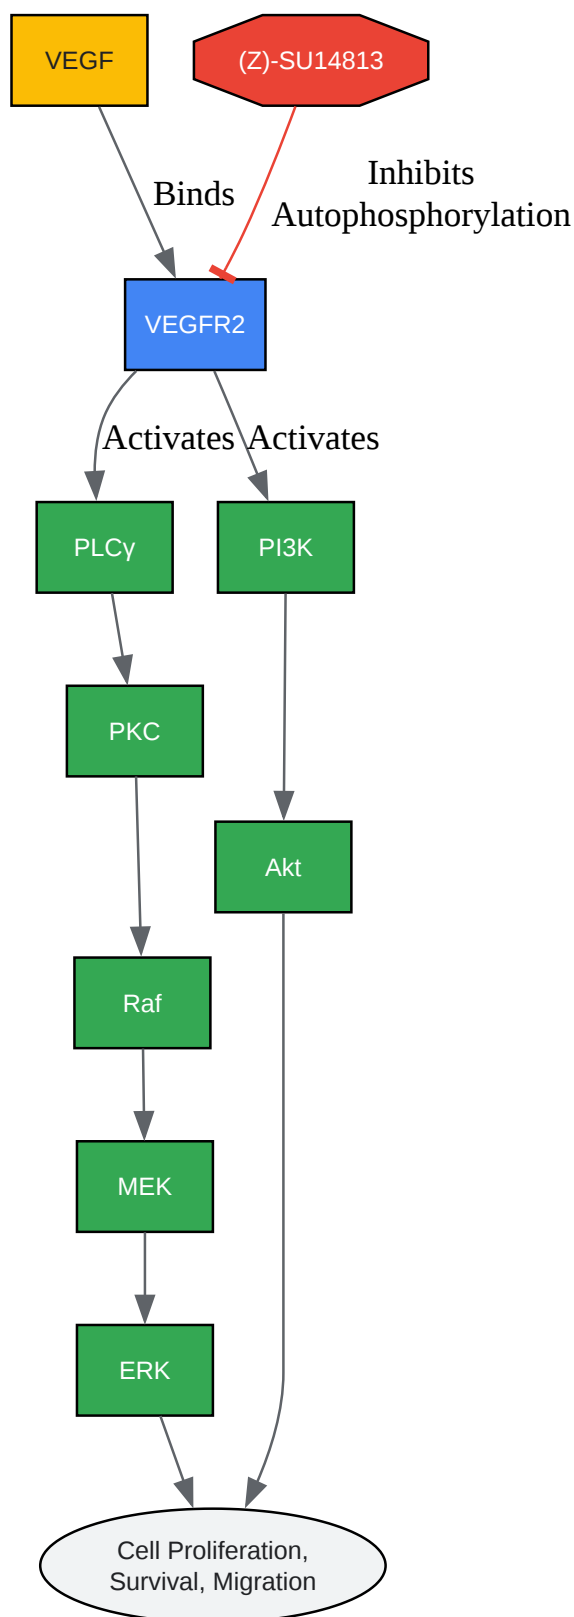 VEGF
(Z)-SU14813
Binds
Inhibits
Autophosphorylation
VEGFR2
Activates
Activates
PLCγ
PI3K
PKC
Akt
Raf
MEK
ERK
Cell Proliferation,
Survival, Migration